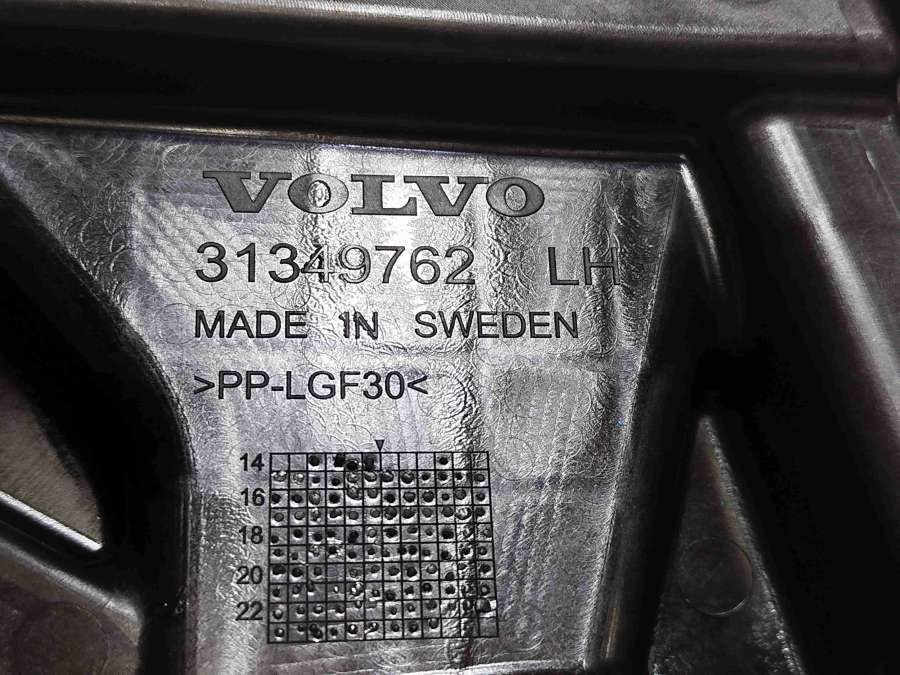 VOLVO
31349762 LH
MADE IN SWEDEN
>PP-LGF30<
14
16
18
20
22